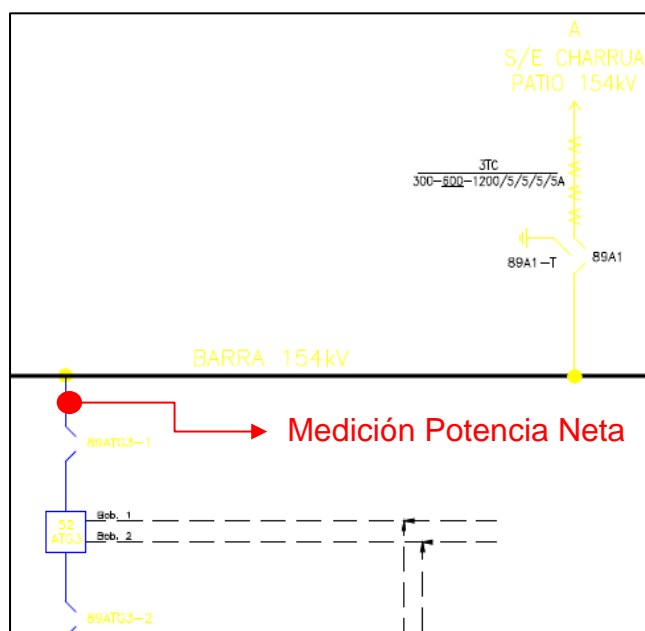 A
S/E CHARRUA
PATIO 154kV
3TC
300-600-1200/5/5/5/5A
89A1-T
89A1
BARRA 154kV
Medición Potencia Neta
89ATG3-1
52
ATG3
Bob. 1
Bob. 2
89ATG3-2